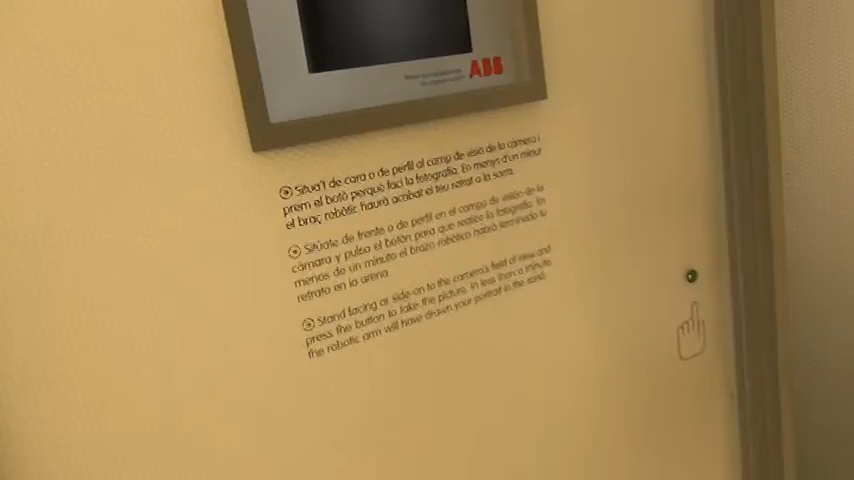 ABB
Situa't de cara o de perfil al camp de visió de la càmera i
prem el botó perquè faci la fotografia. En menys d'un minut
el braç robòtic haurà acabat el teu retrat a la sorra.
Sitúate de frente o de perfil en el campo de visión de la
cámara y pulsa el botón para que realice la fotografía. En
menos de un minuto el brazo robótico habrá terminado tu
retrato en la arena.
Stand facing or side-on to the camera's field of view and
press the button to take the picture. In less than a minute
the robotic arm will have drawn your portrait in the sand.